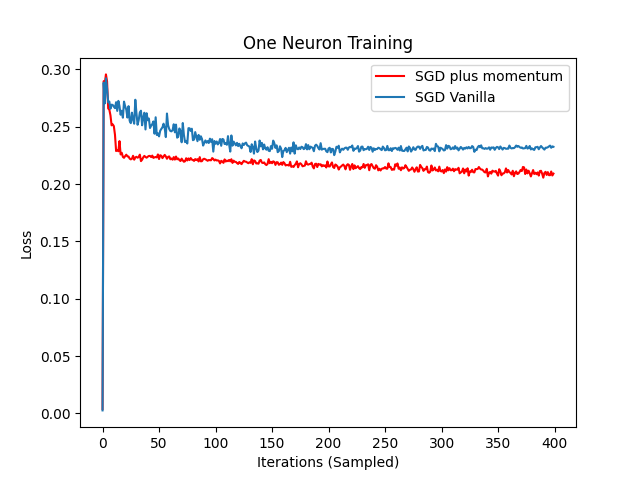 One Neuron Training
SGD plus momentum
SGD Vanilla
Loss
0.30
0.25
0.20
0.15
0.10
0.05
0.00
0 50 100 150 200 250 300 350 400
Iterations (Sampled)